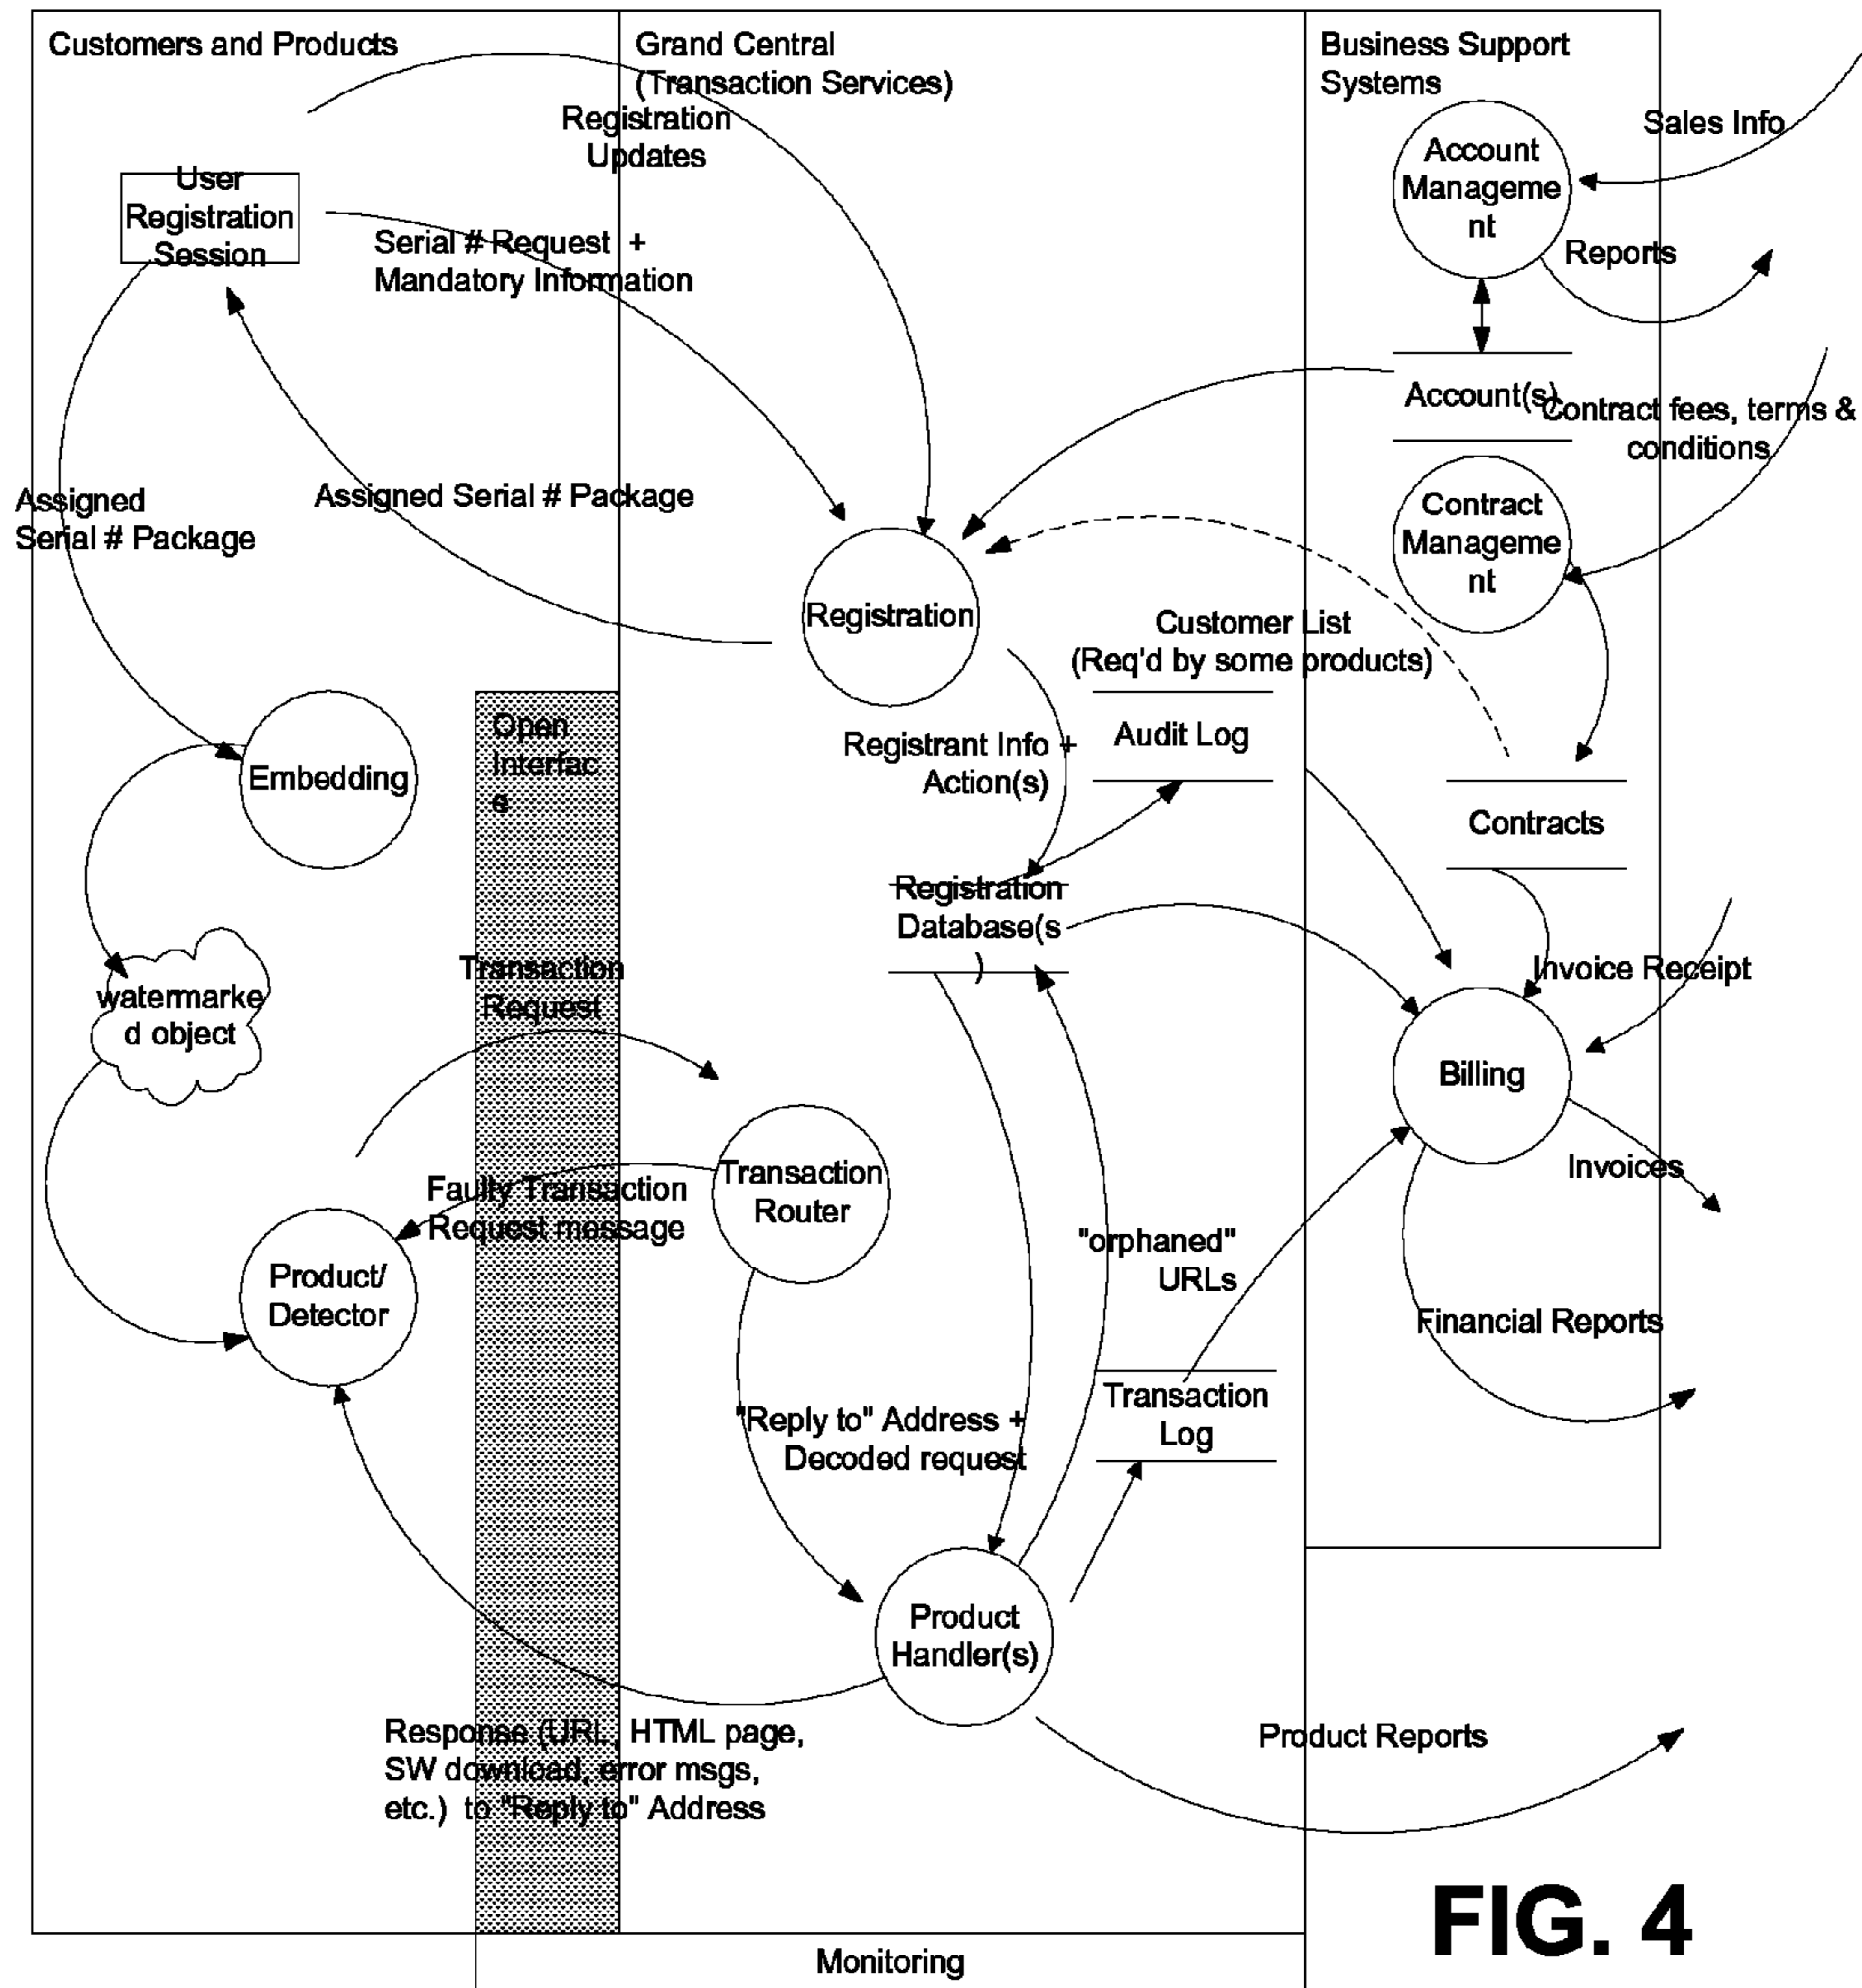 Customers and Products
Grand Central
(Transaction Services)
Business Support
Systems
Registration
Updates
Sales Info
Account
Manageme
nt
User
Registration
Session
Serial # Request  +
Mandatory Information
Reports
Account(s)
Contract fees, terms &
conditions
Assigned
Serial # Package
Assigned Serial # Package
Contract
Manageme
nt
Registration
Customer List
(Req'd by some products)
Open
Interfac
e
Registrant Info +
Action(s)
Audit Log
Embedding
Contracts
Registration
Database(s
)
Transaction
Request
Invoice Receipt
watermarke
d object
Billing
Transaction
Router
Faulty Transaction
Request message
Invoices
"orphaned"
URLs
Product/
Detector
Financial Reports
Transaction
Log
"Reply to" Address +
Decoded request
Product
Handler(s)
Response (URL, HTML page,
SW download, error msgs,
etc.)  to "Reply to" Address
Product Reports
FIG. 4
Monitoring